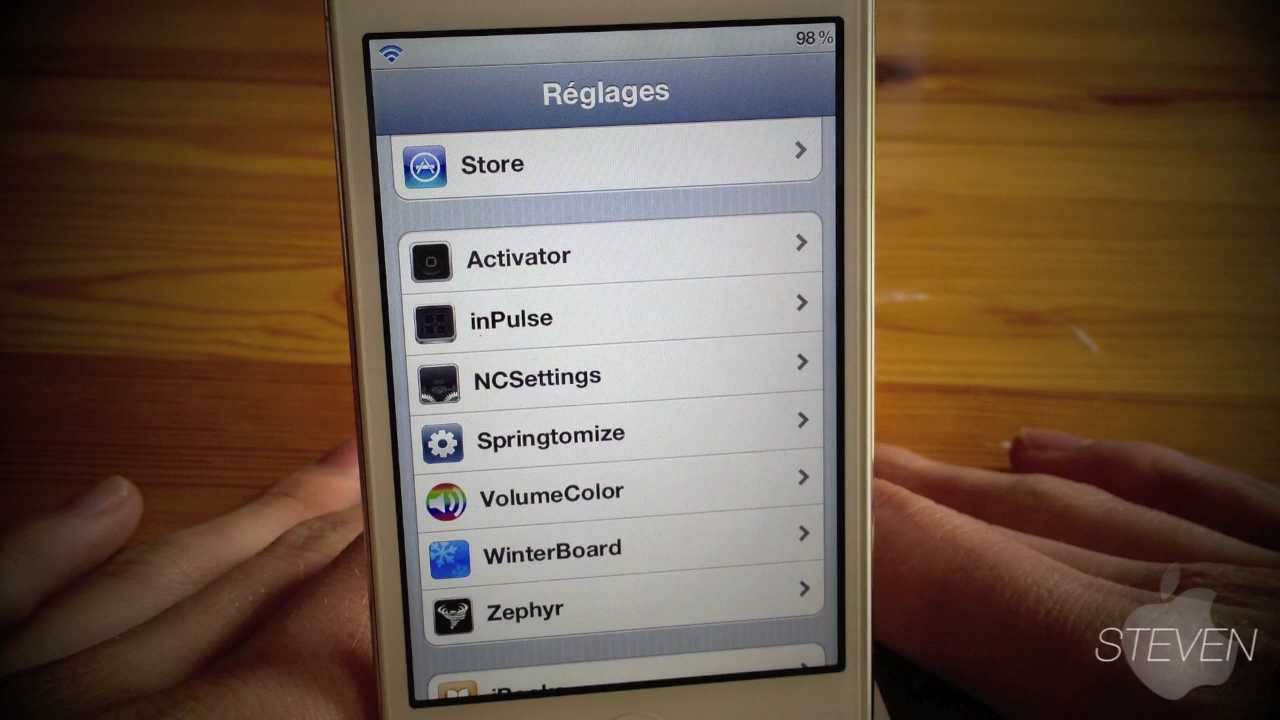 98 %
Réglages
Store
Activator
inPulse
NCSettings
Springtomize
VolumeColor
WinterBoard
Zephyr
STEVEN